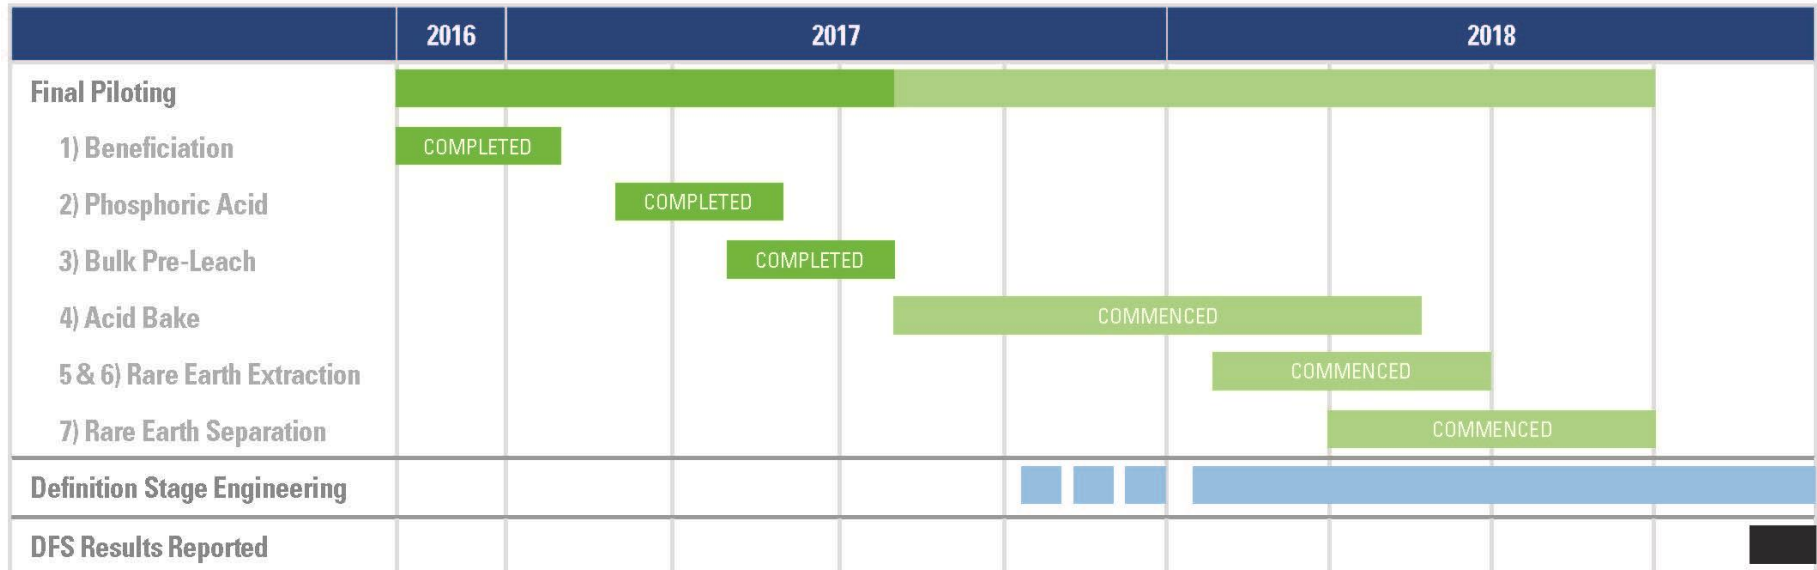 2016 2017 2018
Final Piloting
1) Beneficiation COMPLETED
2) Phosphoric Acid COMPLETED
3) Bulk Pre-Leach COMPLETED
4) Acid Bake COMMENCED
5 & 6) Rare Earth Extraction COMMENCED
7) Rare Earth Separation COMMENCED
Definition Stage Engineering
DFS Results Reported